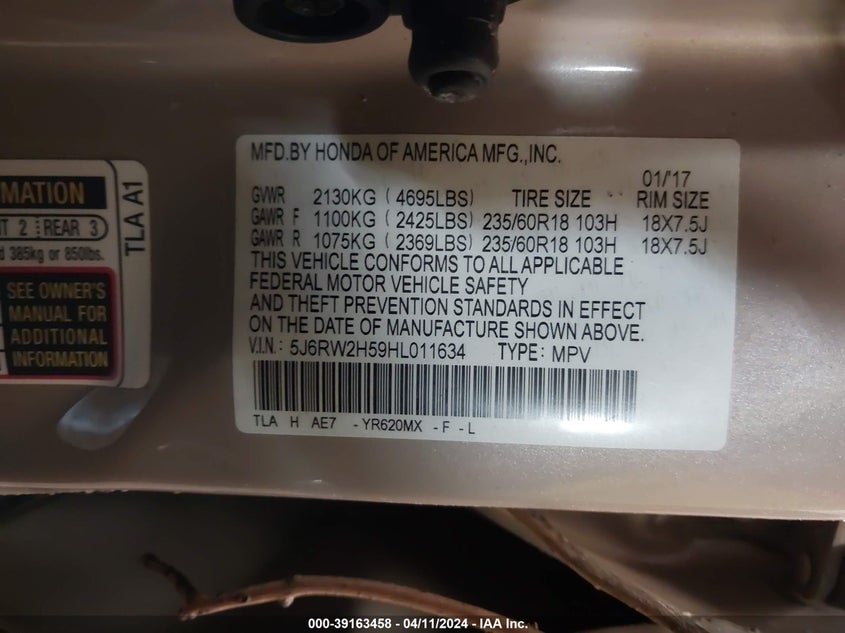 MFD.BY HONDA OF AMERICA MFG.,INC.
01/'17
GVWR 2130KG ( 4695LBS) TIRE SIZE RIM SIZE
GAWR F 1100KG ( 2425LBS) 235/60R18 103H 18X7.5J
GAWR R 1075KG ( 2369LBS) 235/60R18 103H 18X7.5J
THIS VEHICLE CONFORMS TO ALL APPLICABLE
FEDERAL MOTOR VEHICLE SAFETY
AND THEFT PREVENTION STANDARDS IN EFFECT
ON THE DATE OF MANUFACTURE SHOWN ABOVE.
V.I.N.: 5J6RW2H59HL011634 TYPE: MPV
TLA H AE7 - YR620MX - F - L
2 REAR 3
385kg or 850lbs.
TLA A1
SEE OWNER'S
MANUAL FOR
ADDITIONAL
INFORMATION
000-39163458 - 04/11/2024 - IAA Inc.